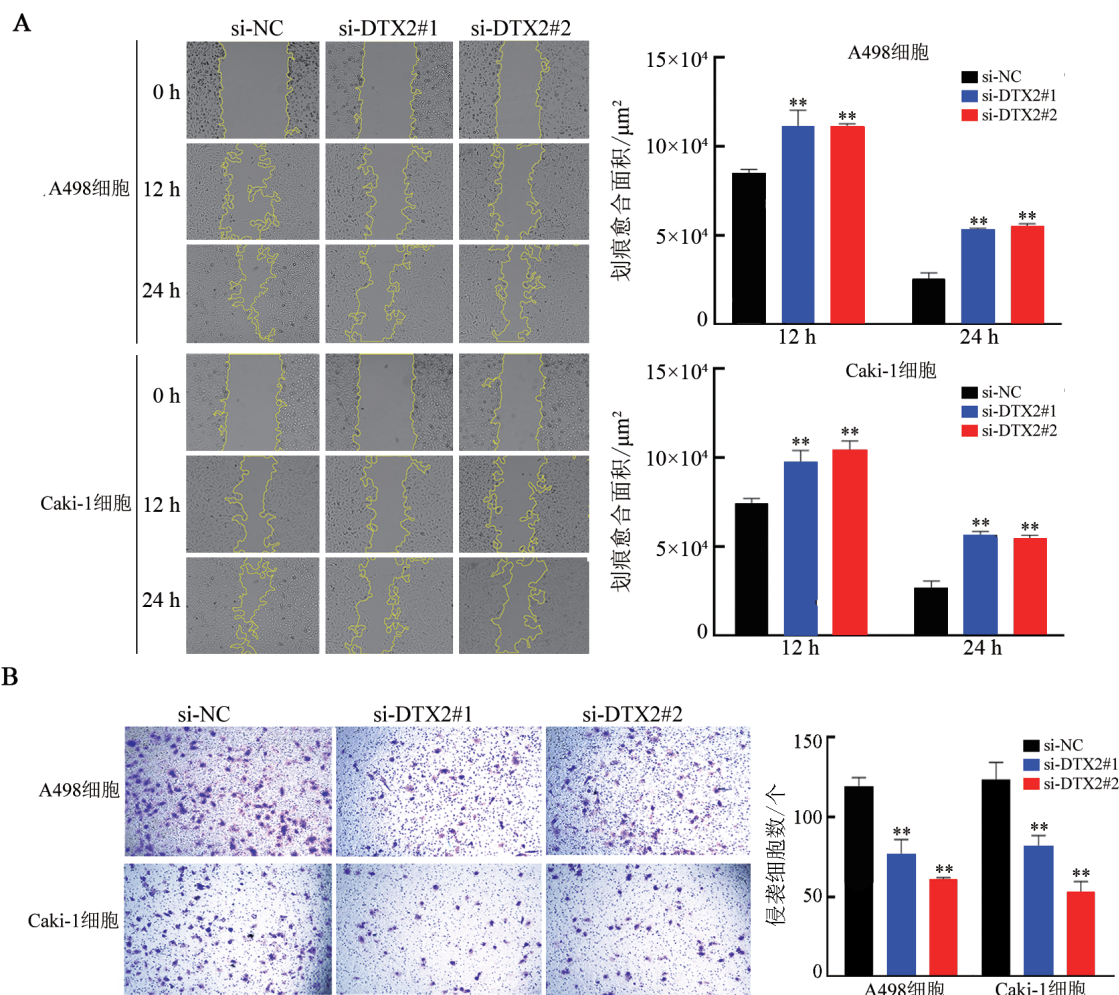 A
si-NC si-DTX2#1 si-DTX2#2
A498细胞
0 h
12 h
24 h
Caki-1细胞
0 h
12 h
24 h
A498细胞
si-NC
si-DTX2#1
si-DTX2#2
划痕愈合面积/μm²
15×10⁴
10×10⁴
5×10⁴
0
** **
** **
12 h 24 h
Caki-1细胞
si-NC
si-DTX2#1
si-DTX2#2
划痕愈合面积/μm²
15×10⁴
10×10⁴
5×10⁴
0
** **
** **
12 h 24 h
B
si-NC si-DTX2#1 si-DTX2#2
A498细胞
Caki-1细胞
si-NC
si-DTX2#1
si-DTX2#2
侵袭细胞数/个
150
100
50
0
** **
** **
A498细胞 Caki-1细胞